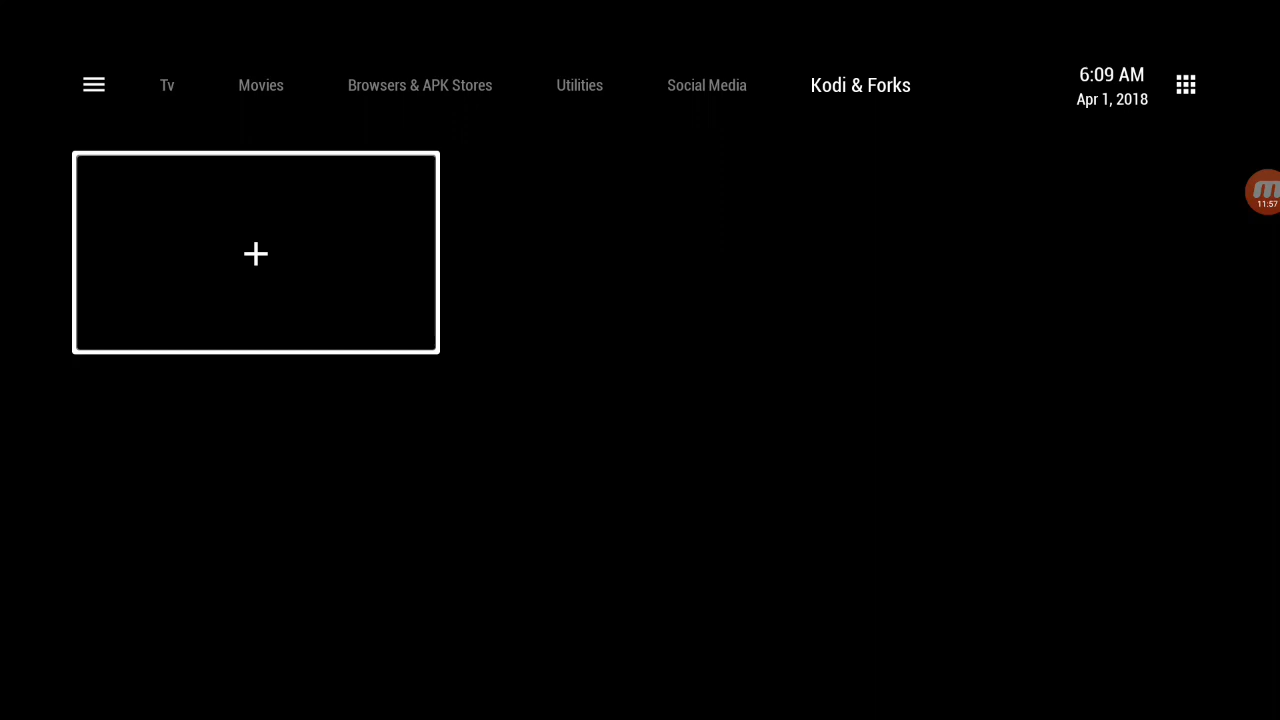 Tv
Movies
Browsers & APK Stores
Utilities
Social Media
Kodi & Forks
6:09 AM
Apr 1, 2018
11:57